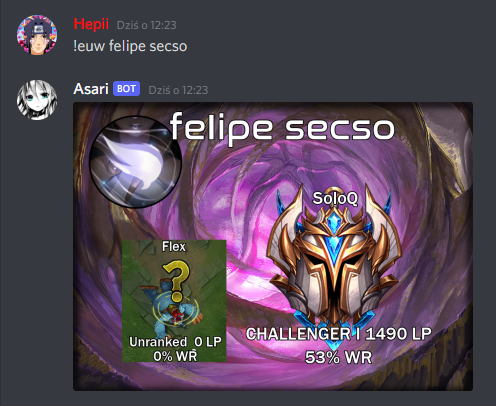 Hepii Dziś o 12:23
!euw felipe secso
Asari BOT Dziś o 12:23
felipe secso
SoloQ
Flex
?
Unranked 0 LP
0% WR
CHALLENGER I 1490 LP
53% WR